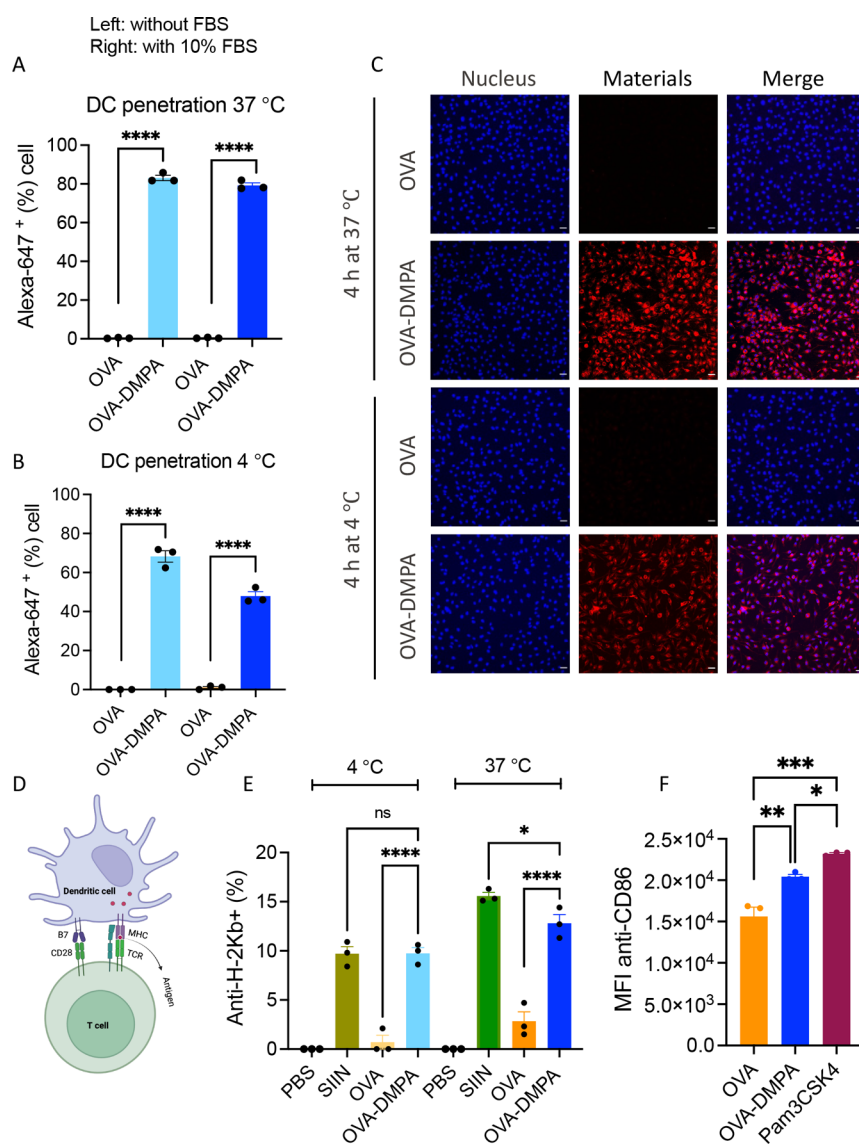 Left: without FBS
Right: with 10% FBS
A
DC penetration 37 °C
Alexa-647 + (%) cell
100
80
60
40
20
0
****
****
OVA
OVA-DMPA
OVA
OVA-DMPA
B
DC penetration 4 °C
Alexa-647 + (%) cell
100
80
60
40
20
0
****
****
OVA
OVA-DMPA
OVA
OVA-DMPA
C
Nucleus
Materials
Merge
4 h at 37 °C
OVA
OVA-DMPA
4 h at 4 °C
OVA
OVA-DMPA
D
Dendritic cell
B7
MHC
CD28
TCR
Antigen
T cell
E
4 °C
37 °C
ns
*
****
****
Anti-H-2Kb+ (%)
20
15
10
5
0
PBS
SIIN
OVA
OVA-DMPA
PBS
SIIN
OVA
OVA-DMPA
F
***
**
*
MFI anti-CD86
2.5×10⁴
2.0×10⁴
1.5×10⁴
1.0×10⁴
5.0×10³
0.0
OVA
OVA-DMPA
Pam3CSK4